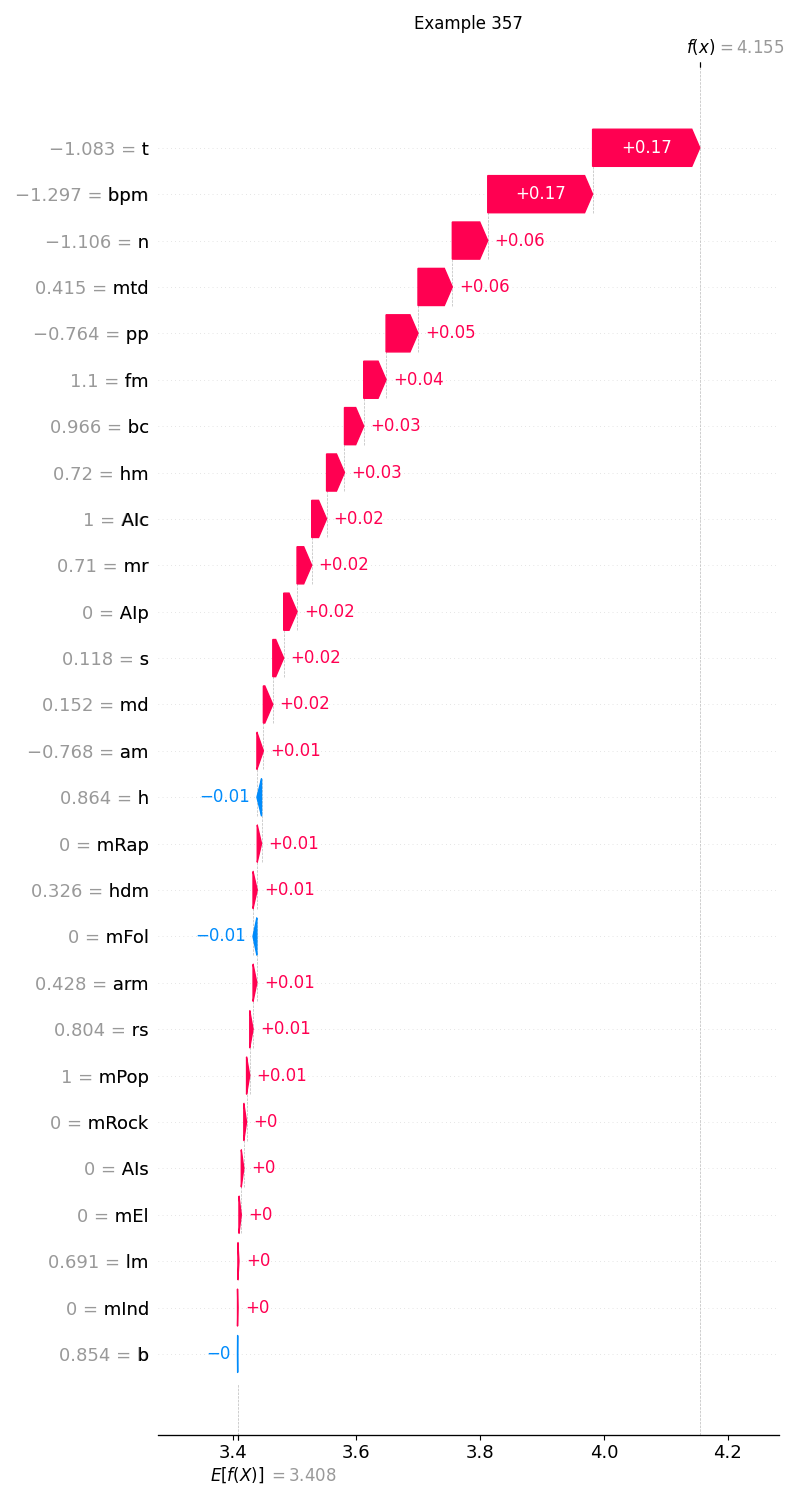 Example 357
f(x) = 4.155
−1.083 = t +0.17
−1.297 = bpm +0.17
−1.106 = n +0.06
0.415 = mtd +0.06
−0.764 = pp +0.05
1.1 = fm +0.04
0.966 = bc +0.03
0.72 = hm +0.03
1 = AIc +0.02
0.71 = mr +0.02
0 = AIp +0.02
0.118 = s +0.02
0.152 = md +0.02
−0.768 = am +0.01
0.864 = h −0.01
0 = mRap +0.01
0.326 = hdm +0.01
0 = mFol −0.01
0.428 = arm +0.01
0.804 = rs +0.01
1 = mPop +0.01
0 = mRock +0
0 = AIs +0
0 = mEl +0
0.691 = lm +0
0 = mInd +0
0.854 = b −0
3.4 3.6 3.8 4.0 4.2
E[f(X)] = 3.408